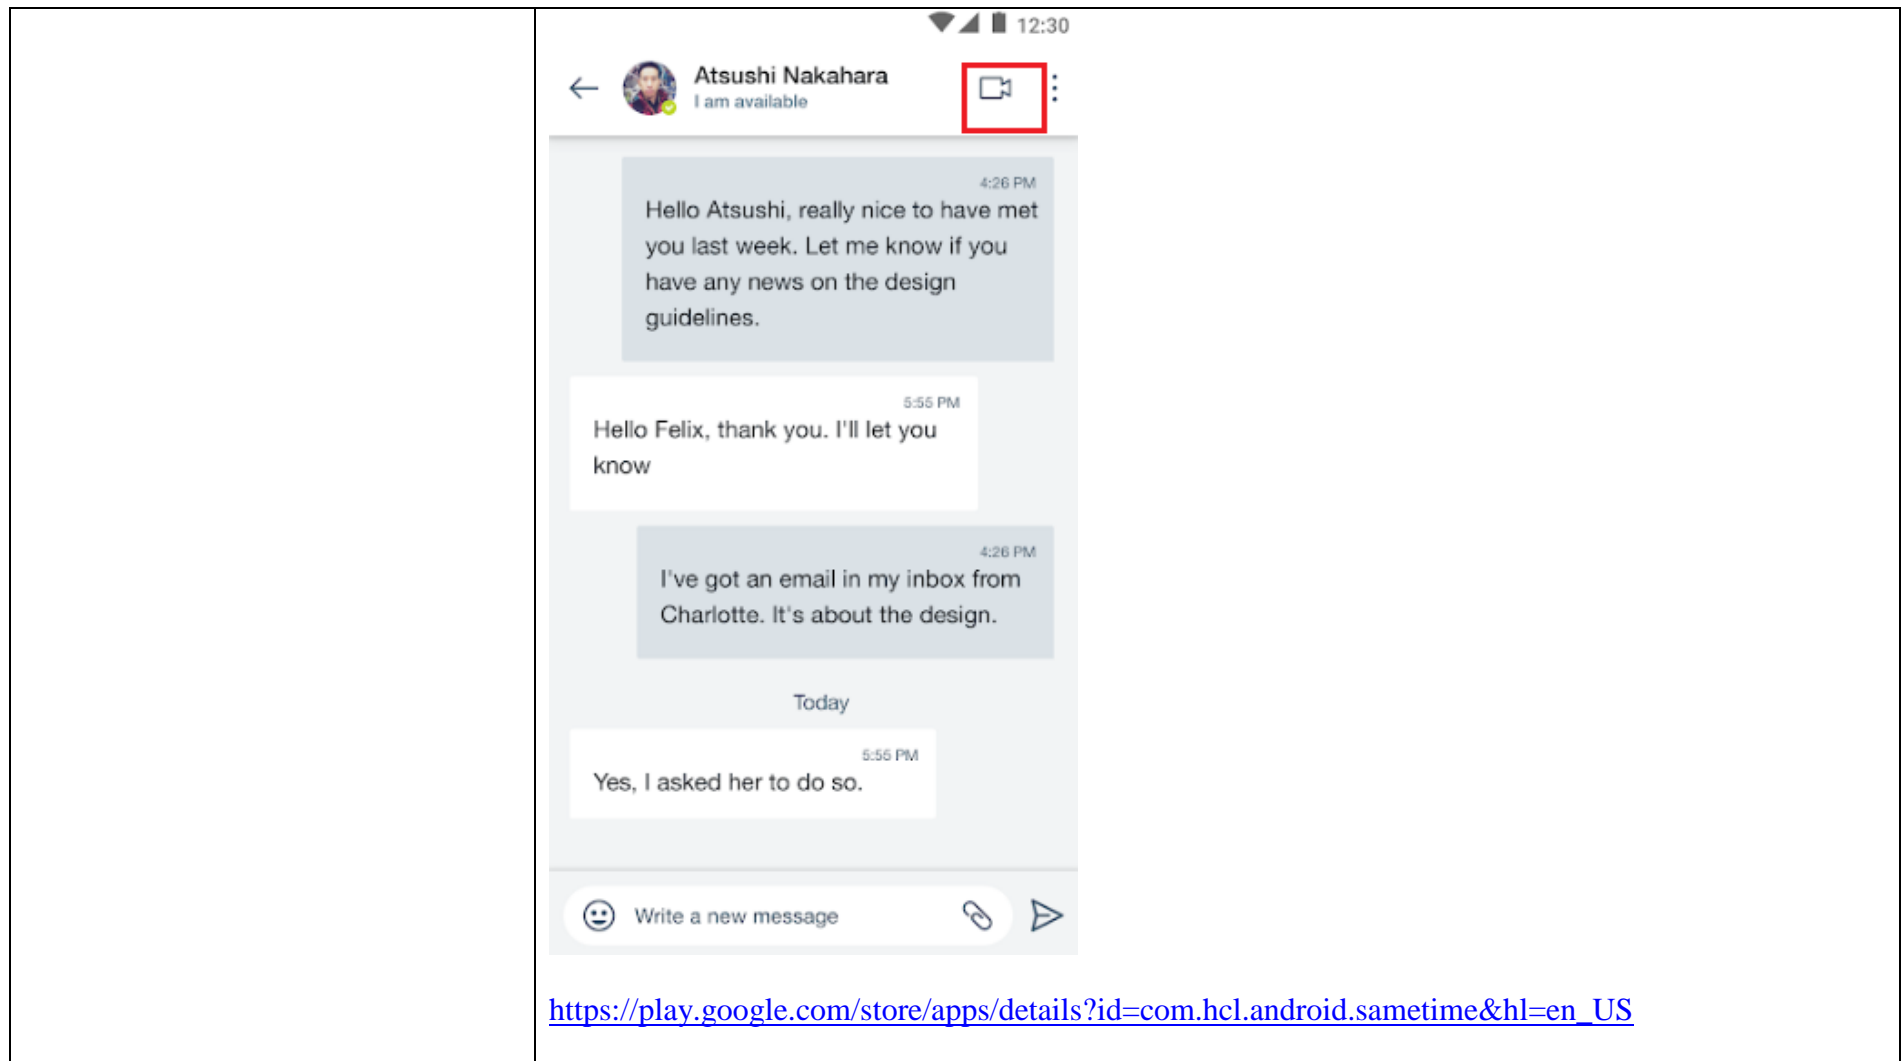 12:30
Atsushi Nakahara
I am available
4:26 PM
Hello Atsushi, really nice to have met
you last week. Let me know if you
have any news on the design
guidelines.
5:55 PM
Hello Felix, thank you. I'll let you
know
4:26 PM
I've got an email in my inbox from
Charlotte. It's about the design.
Today
5:55 PM
Yes, I asked her to do so.
Write a new message
https://play.google.com/store/apps/details?id=com.hcl.android.sametime&hl=en_US